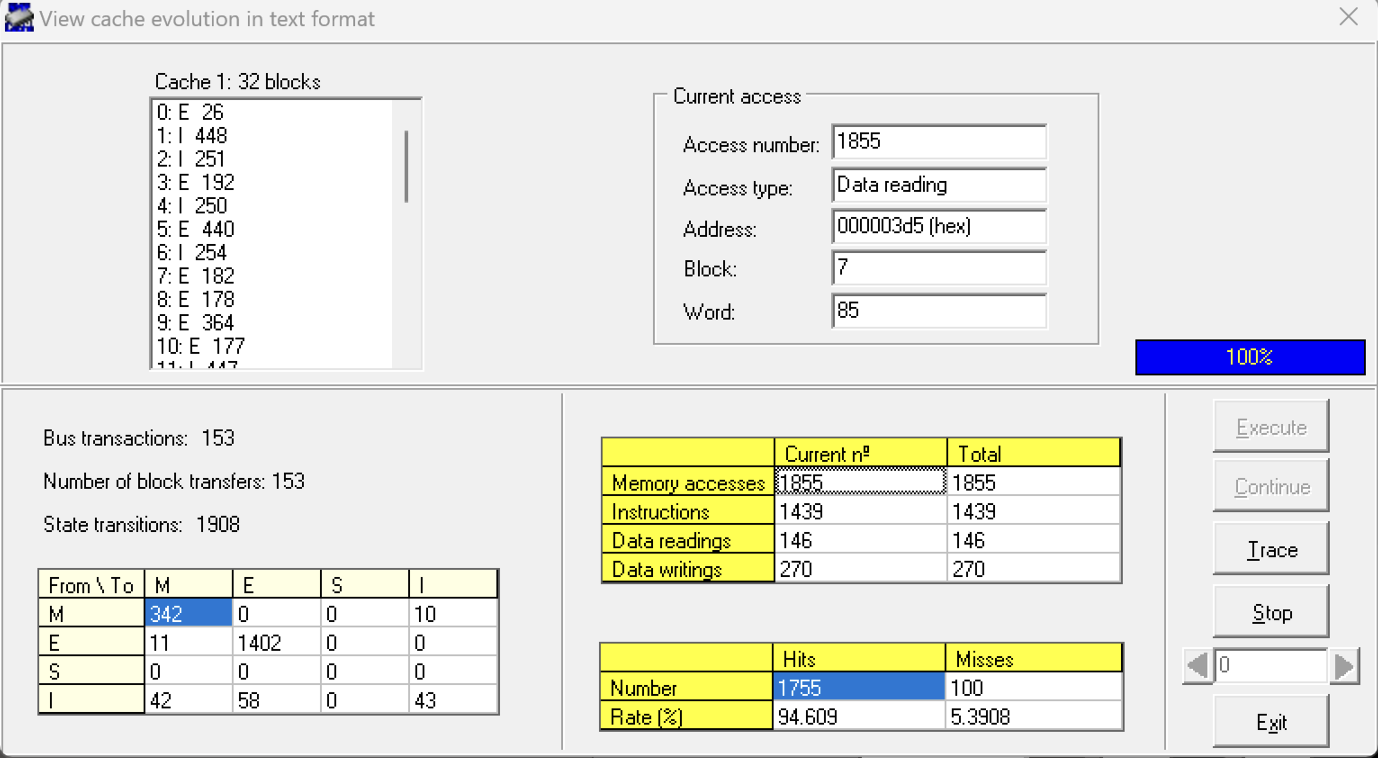 View cache evolution in text format
Cache 1: 32 blocks
0: E 26
1: I 448
2: I 251
3: E 192
4: I 250
5: E 440
6: I 254
7: E 182
8: E 178
9: E 364
10: E 177
Current access
Access number: 1855
Access type: Data reading
Address: 000003d5 (hex)
Block: 7
Word: 85
100%
Bus transactions: 153
Number of block transfers: 153
State transitions: 1908
From \ To M E S I
M 342 0 0 10
E 11 1402 0 0
S 0 0 0 0
I 42 58 0 43
Current nº Total
Memory accesses 1855 1855
Instructions 1439 1439
Data readings 146 146
Data writings 270 270
Hits Misses
Number 1755 100
Rate (%) 94.609 5.3908
Execute
Continue
Trace
Stop
0
Exit